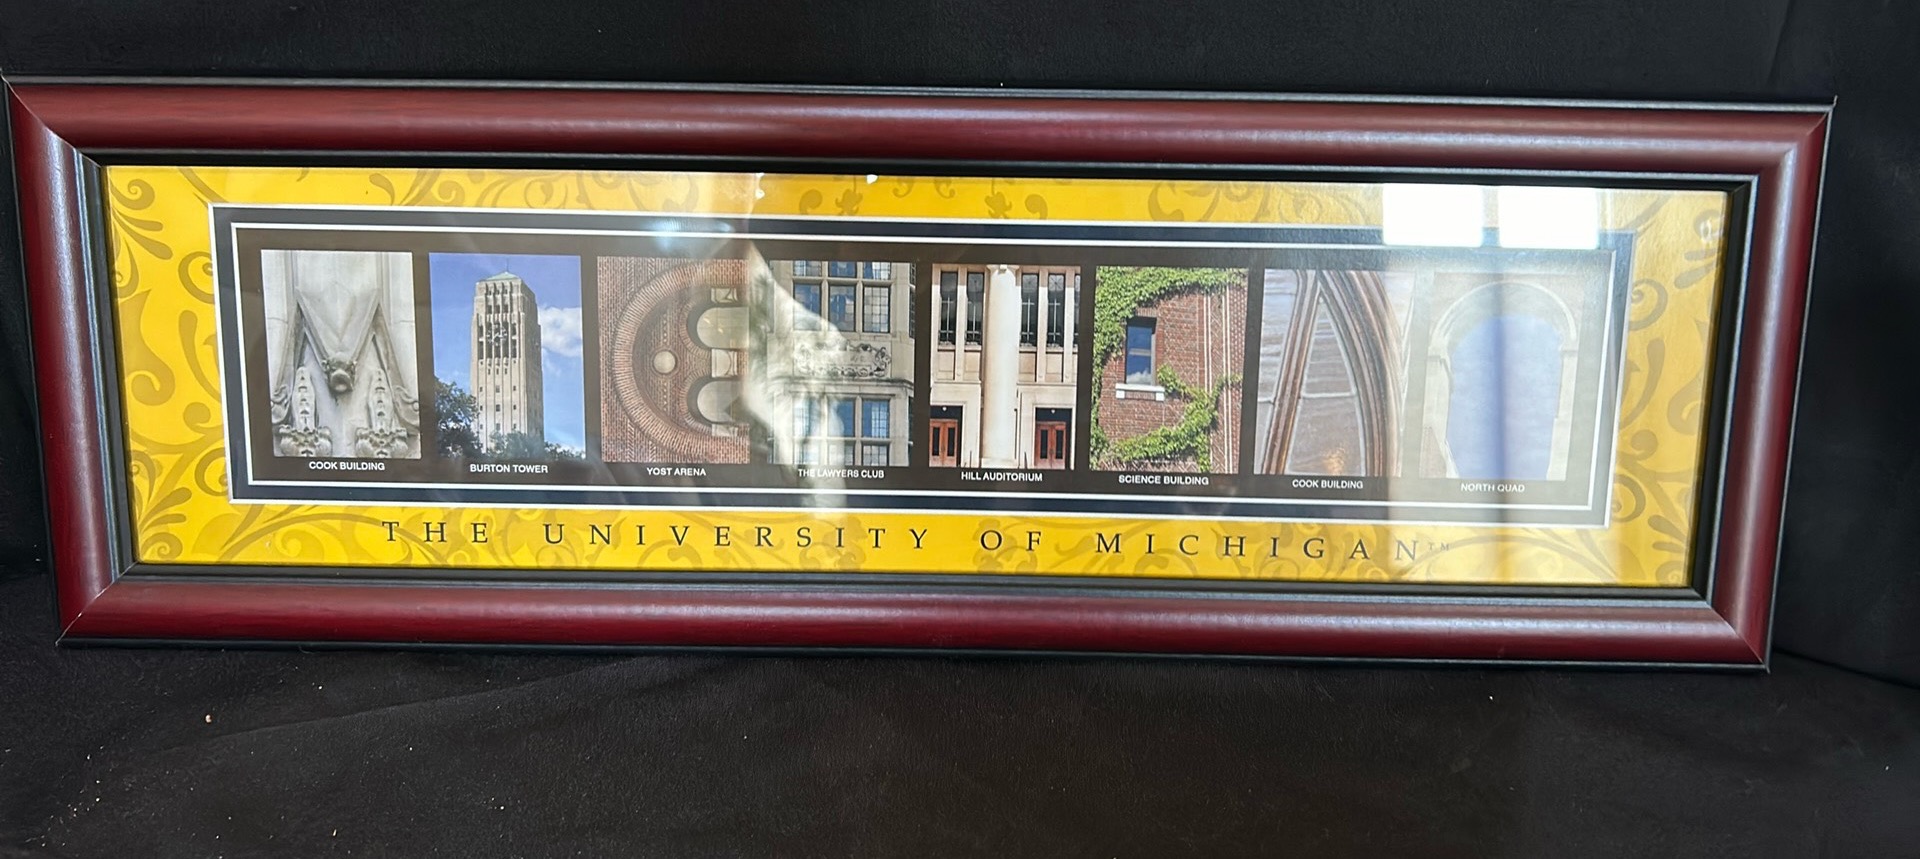 COOK BUILDING
BURTON TOWER
YOST ARENA
THE LAWYERS CLUB
HILL AUDITORIUM
SCIENCE BUILDING
COOK BUILDING
NORTH QUAD
THE UNIVERSITY OF MICHIGAN™